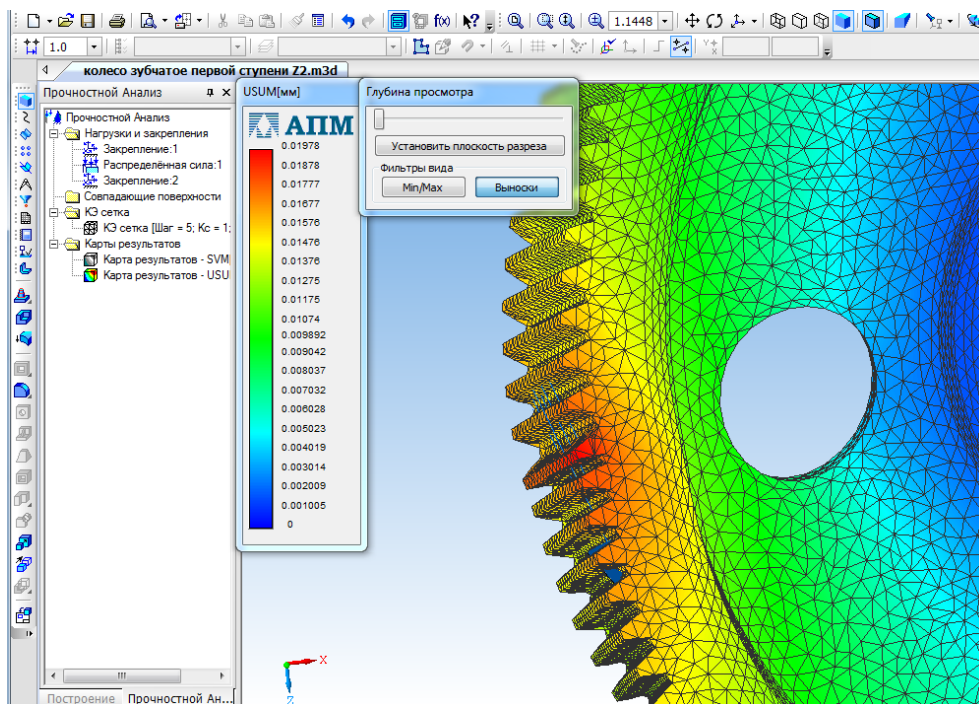 f(x)
1.1448
1.0
колесо зубчатое первой ступени Z2.m3d
Прочностной Анализ
Прочностной Анализ
Нагрузки и закрепления
Закрепление:1
Распределённая сила:1
Закрепление:2
Совпадающие поверхности
КЭ сетка
КЭ сетка [Шаг = 5; Кс = 1;
Карты результатов
Карта результатов - SVM
Карта результатов - USU
Построение
Прочностной Ан...
USUM[мм]
АПМ
0.01978
0.01878
0.01777
0.01677
0.01576
0.01476
0.01376
0.01275
0.01175
0.01074
0.009892
0.009042
0.008037
0.007032
0.006028
0.005023
0.004019
0.003014
0.002009
0.001005
0
Глубина просмотра
Установить плоскость разреза
Фильтры вида
Min/Max
Выноски
X
Z